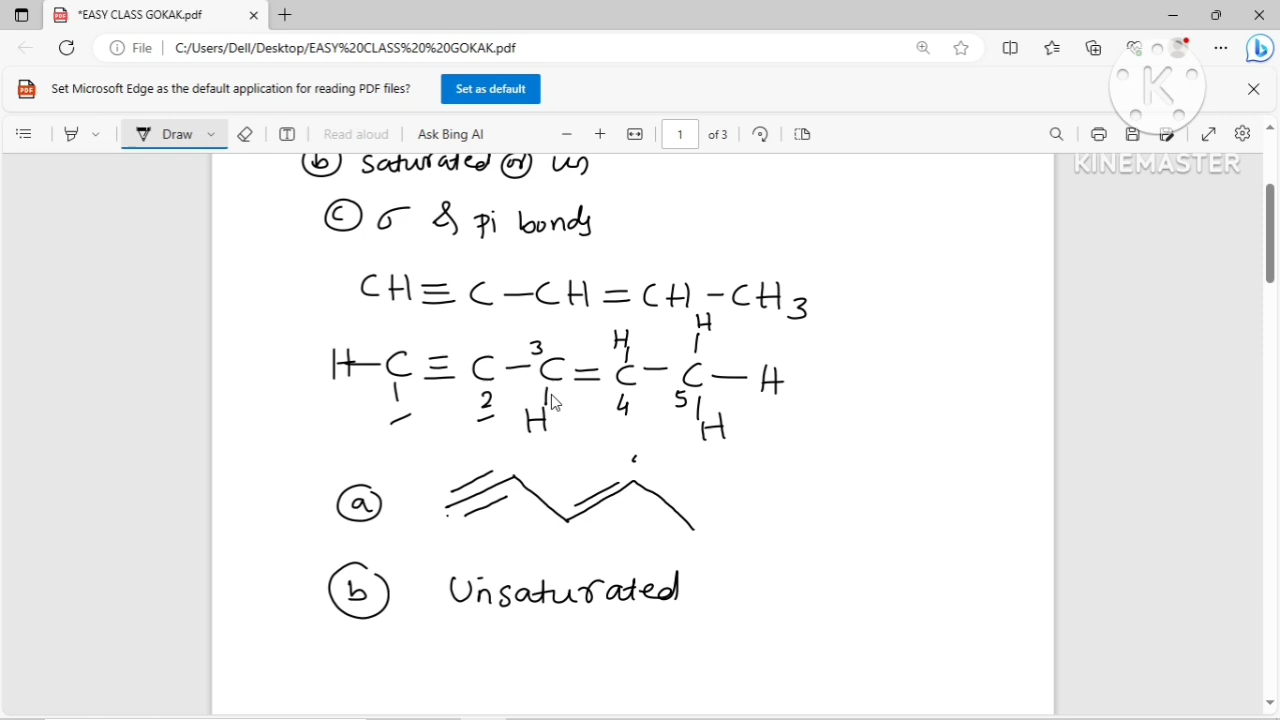 *EASY CLASS GOKAK.pdf
File | C:/Users/Dell/Desktop/EASY%20CLASS%20%20GOKAK.pdf
Set Microsoft Edge as the default application for reading PDF files? Set as default
Draw Read aloud Ask Bing AI 1 of 3
K
KINEMASTER
(b) saturated (or) us
(c) σ & pi bonds
CH≡C—CH=CH-CH3
H H
H—C≡C-C=C-C—H
3
2 4 5
H H
(a)
(b) Unsaturated